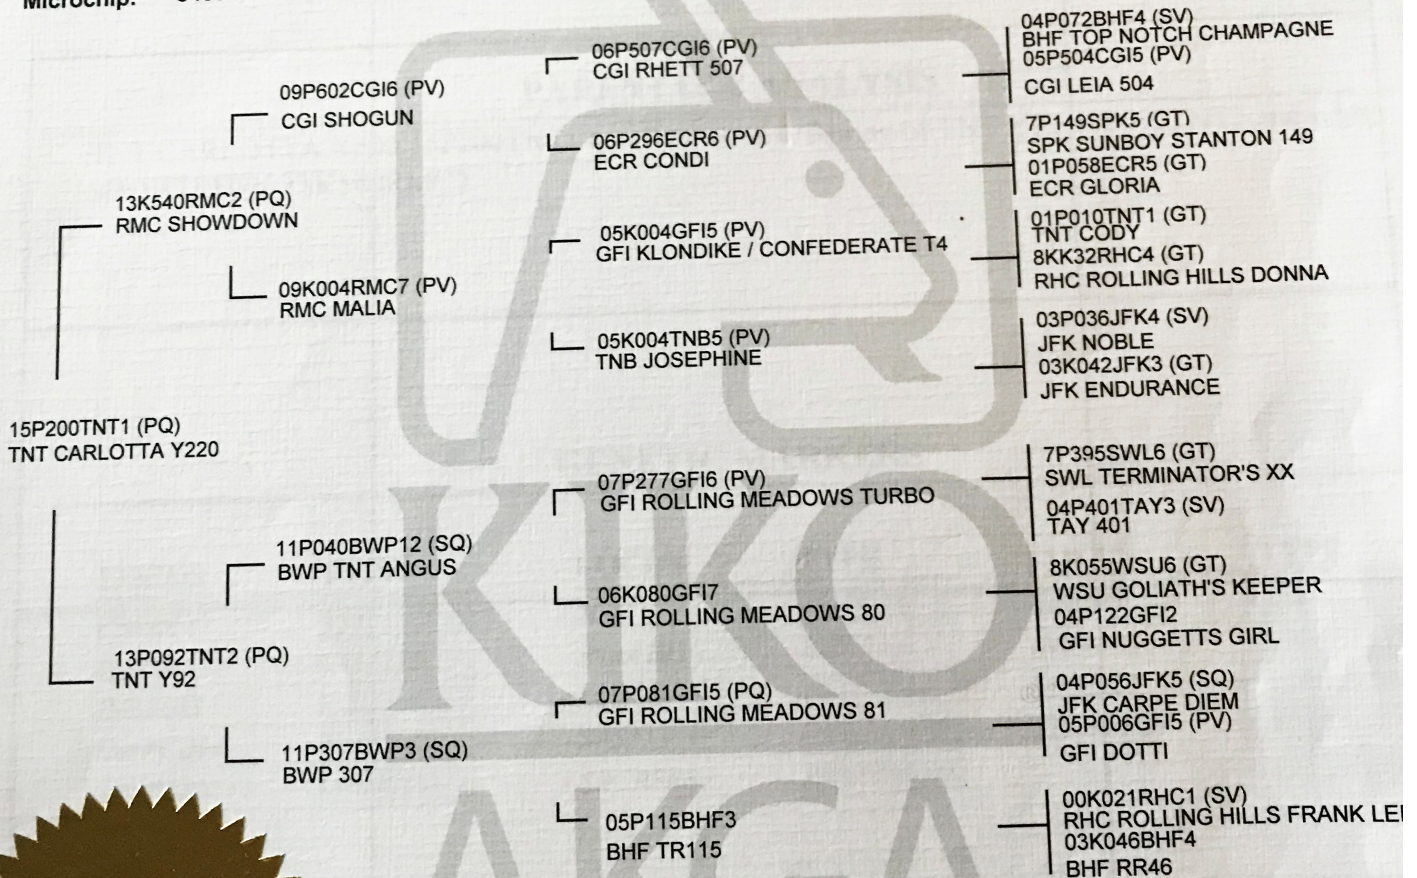 Microchip:
04P072BHF4 (SV)
BHF TOP NOTCH CHAMPAGNE
06P507CGI6 (PV)
CGI RHETT 507
05P504CGI5 (PV)
CGI LEIA 504
09P602CGI6 (PV)
CGI SHOGUN
7P149SPK5 (GT)
SPK SUNBOY STANTON 149
06P296ECR6 (PV)
ECR CONDI
01P058ECR5 (GT)
ECR GLORIA
13K540RMC2 (PQ)
RMC SHOWDOWN
01P010TNT1 (GT)
TNT CODY
05K004GFI5 (PV)
GFI KLONDIKE / CONFEDERATE T4
8KK32RHC4 (GT)
RHC ROLLING HILLS DONNA
09K004RMC7 (PV)
RMC MALIA
03P036JFK4 (SV)
JFK NOBLE
05K004TNB5 (PV)
TNB JOSEPHINE
03K042JFK3 (GT)
JFK ENDURANCE
15P200TNT1 (PQ)
TNT CARLOTTA Y220
7P395SWL6 (GT)
SWL TERMINATOR'S XX
07P277GFI6 (PV)
GFI ROLLING MEADOWS TURBO
04P401TAY3 (SV)
TAY 401
11P040BWP12 (SQ)
BWP TNT ANGUS
8K055WSU6 (GT)
WSU GOLIATH'S KEEPER
06K080GFI7
GFI ROLLING MEADOWS 80
04P122GFI2
GFI NUGGETTS GIRL
13P092TNT2 (PQ)
TNT Y92
04P056JFK5 (SQ)
JFK CARPE DIEM
07P081GFI5 (PQ)
GFI ROLLING MEADOWS 81
05P006GFI5 (PV)
GFI DOTTI
11P307BWP3 (SQ)
BWP 307
00K021RHC1 (SV)
RHC ROLLING HILLS FRANK
05P115BHF3
BHF TR115
03K046BHF4
BHF RR46
KIKO
®
AKGA